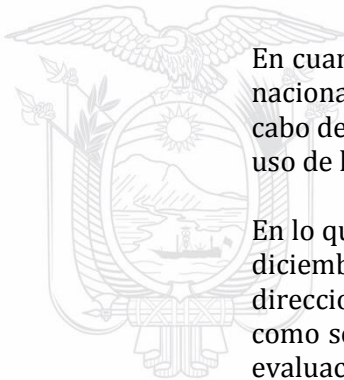 En cuan
naciona
cabo de
uso de l
En lo qu
diciemb
direccio
como se
evaluac